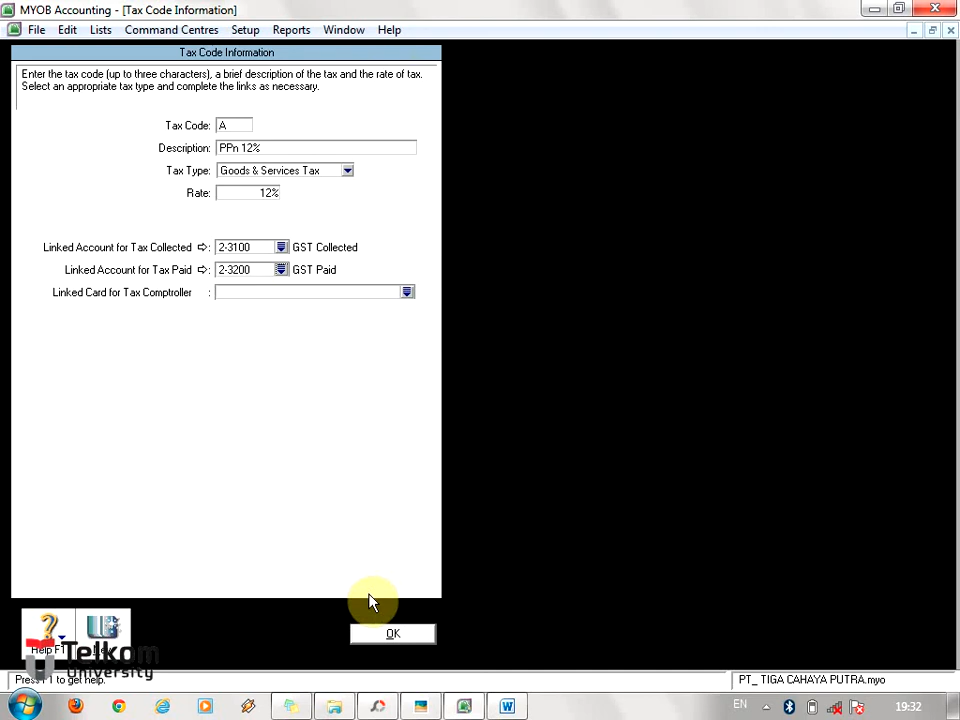 MYOB Accounting - [Tax Code Information]
File Edit Lists Command Centres Setup Reports Window Help
Tax Code Information
Enter the tax code (up to three characters), a brief description of the tax and the rate of tax.
Select an appropriate tax type and complete the links as necessary.
Tax Code: A
Description: PPn 12%
Tax Type: Goods & Services Tax
Rate: 12%
Linked Account for Tax Collected : 2-3100 GST Collected
Linked Account for Tax Paid : 2-3200 GST Paid
Linked Card for Tax Comptroller :
OK
Help F1
Telkom
University
Press F1 to get help.
PT_ TIGA CAHAYA PUTRA.myo
EN
19:32